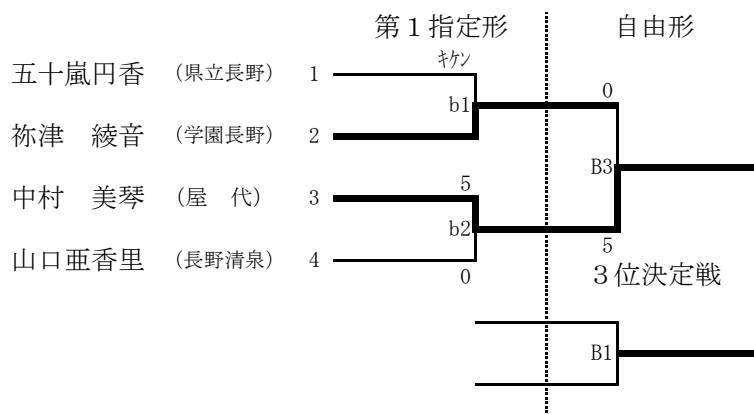 第１指定形 自由形
五十嵐円香 (県立長野) 1 ｷｹﾝ 0
b1
祢津　綾音 (学園長野) 2
B3
中村　美琴 (屋　代) 3 5
b2
5
山口亜香里 (長野清泉) 4 0
３位決定戦
B1